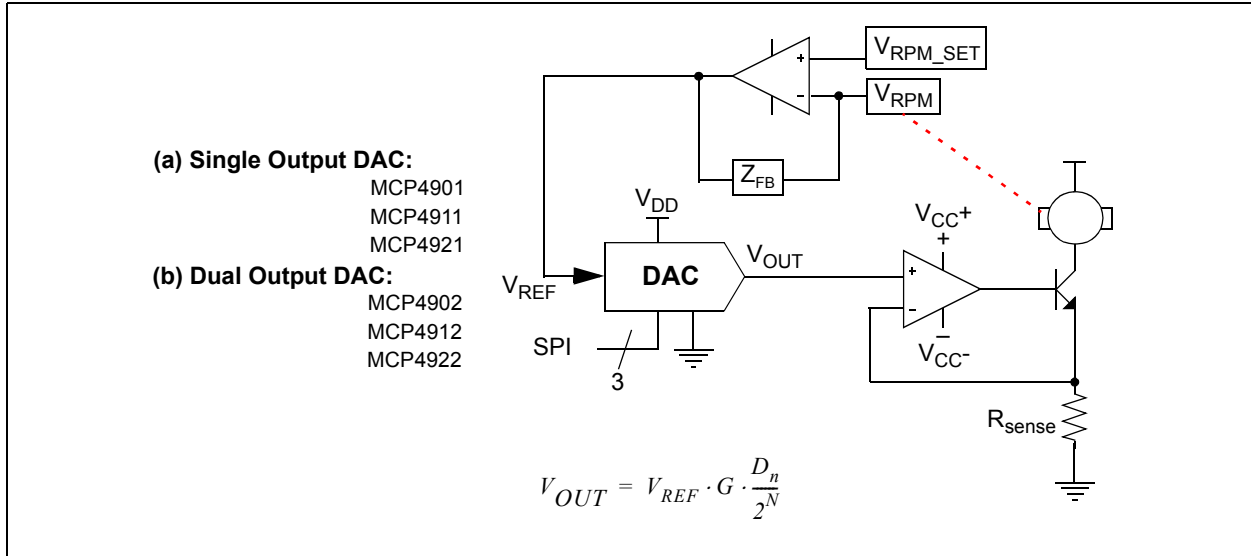 V_RPM_SET
+
-
V_RPM
Z_FB
(a) Single Output DAC:
MCP4901
MCP4911
MCP4921
(b) Dual Output DAC:
MCP4902
MCP4912
MCP4922
V_DD
DAC
V_REF
V_OUT
SPI
3
V_CC+
+
+
-
–
V_CC-
R_sense
V_OUT = V_REF · G · D_n / 2^N